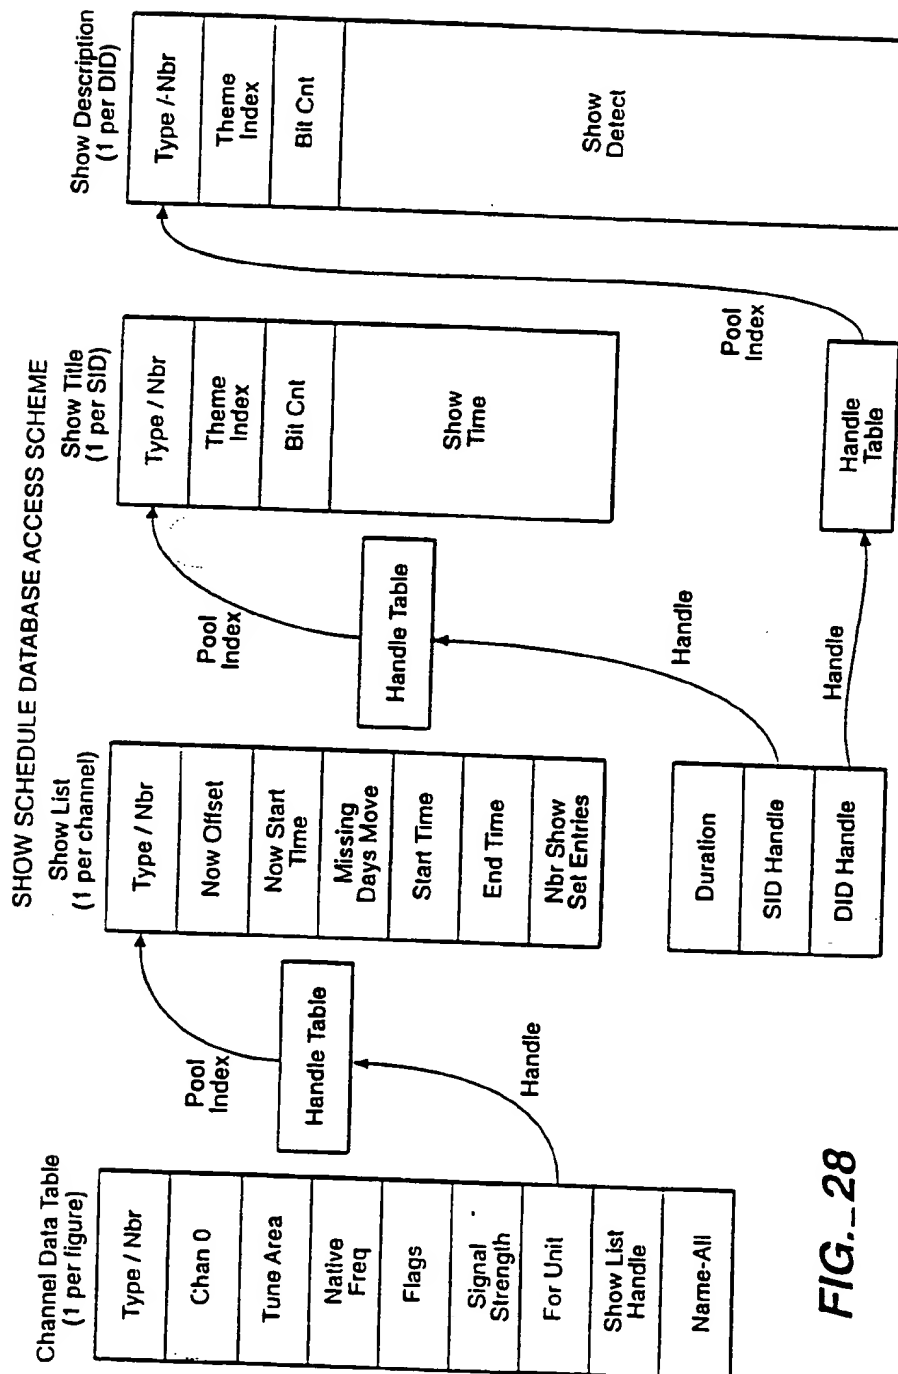 SHOW SCHEDULE DATABASE ACCESS SCHEME
Channel Data Table
(1 per figure)
Type / Nbr
Chan 0
Tune Area
Native
Freq
Flags
Signal
Strength
For Unit
Show List
Handle
Name-All
Handle
Handle Table
Pool
Index
Show List
(1 per channel)
Type / Nbr
Now Offset
Now Start
Time
Missing
Days Move
Start Time
End Time
Nbr Show
Set Entries
Duration
SID Handle
DID Handle
Handle
Handle Table
Pool
Index
Show Title
(1 per SID)
Type / Nbr
Theme
Index
Bit Cnt
Show
Time
Handle
Handle
Table
Pool
Index
Show Description
(1 per DID)
Type /-Nbr
Theme
Index
Bit Cnt
Show
Detect
FIG._28